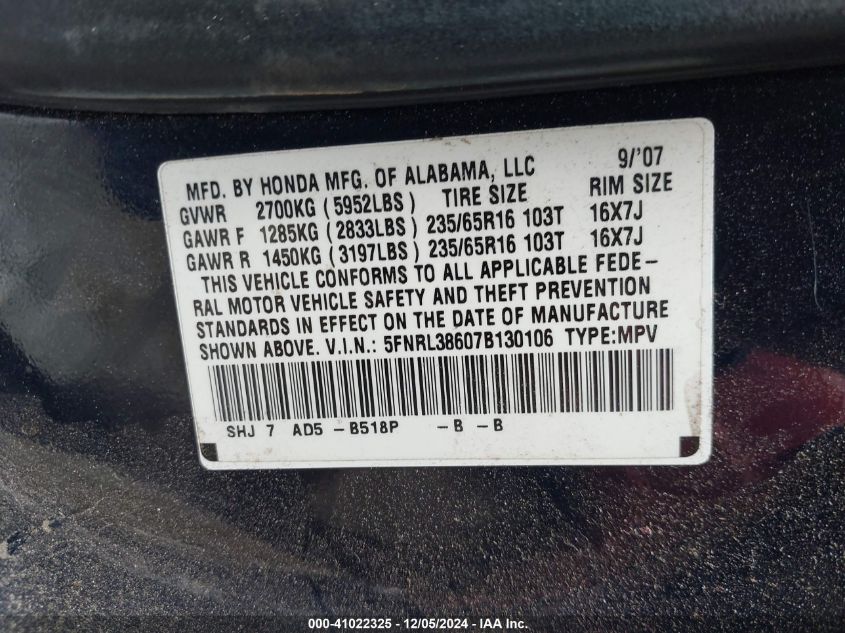 MFD. BY HONDA MFG. OF ALABAMA, LLC 9/'07
GVWR 2700KG (5952LBS) TIRE SIZE RIM SIZE
GAWR F 1285KG (2833LBS) 235/65R16 103T 16X7J
GAWR R 1450KG (3197LBS) 235/65R16 103T 16X7J
THIS VEHICLE CONFORMS TO ALL APPLICABLE FEDE-
RAL MOTOR VEHICLE SAFETY AND THEFT PREVENTION
STANDARDS IN EFFECT ON THE DATE OF MANUFACTURE
SHOWN ABOVE. V.I.N.: 5FNRL38607B130106 TYPE:MPV
SHJ 7 AD5 -B518P -B -B
000-41022325 - 12/05/2024 - IAA Inc.